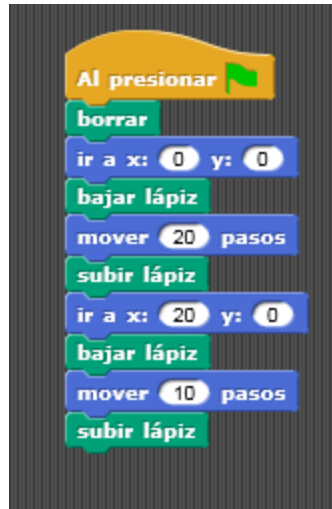 Al presionar
borrar
ir a x: 0 y: 0
bajar lápiz
mover 20 pasos
subir lápiz
ir a x: 20 y: 0
bajar lápiz
mover 10 pasos
subir lápiz